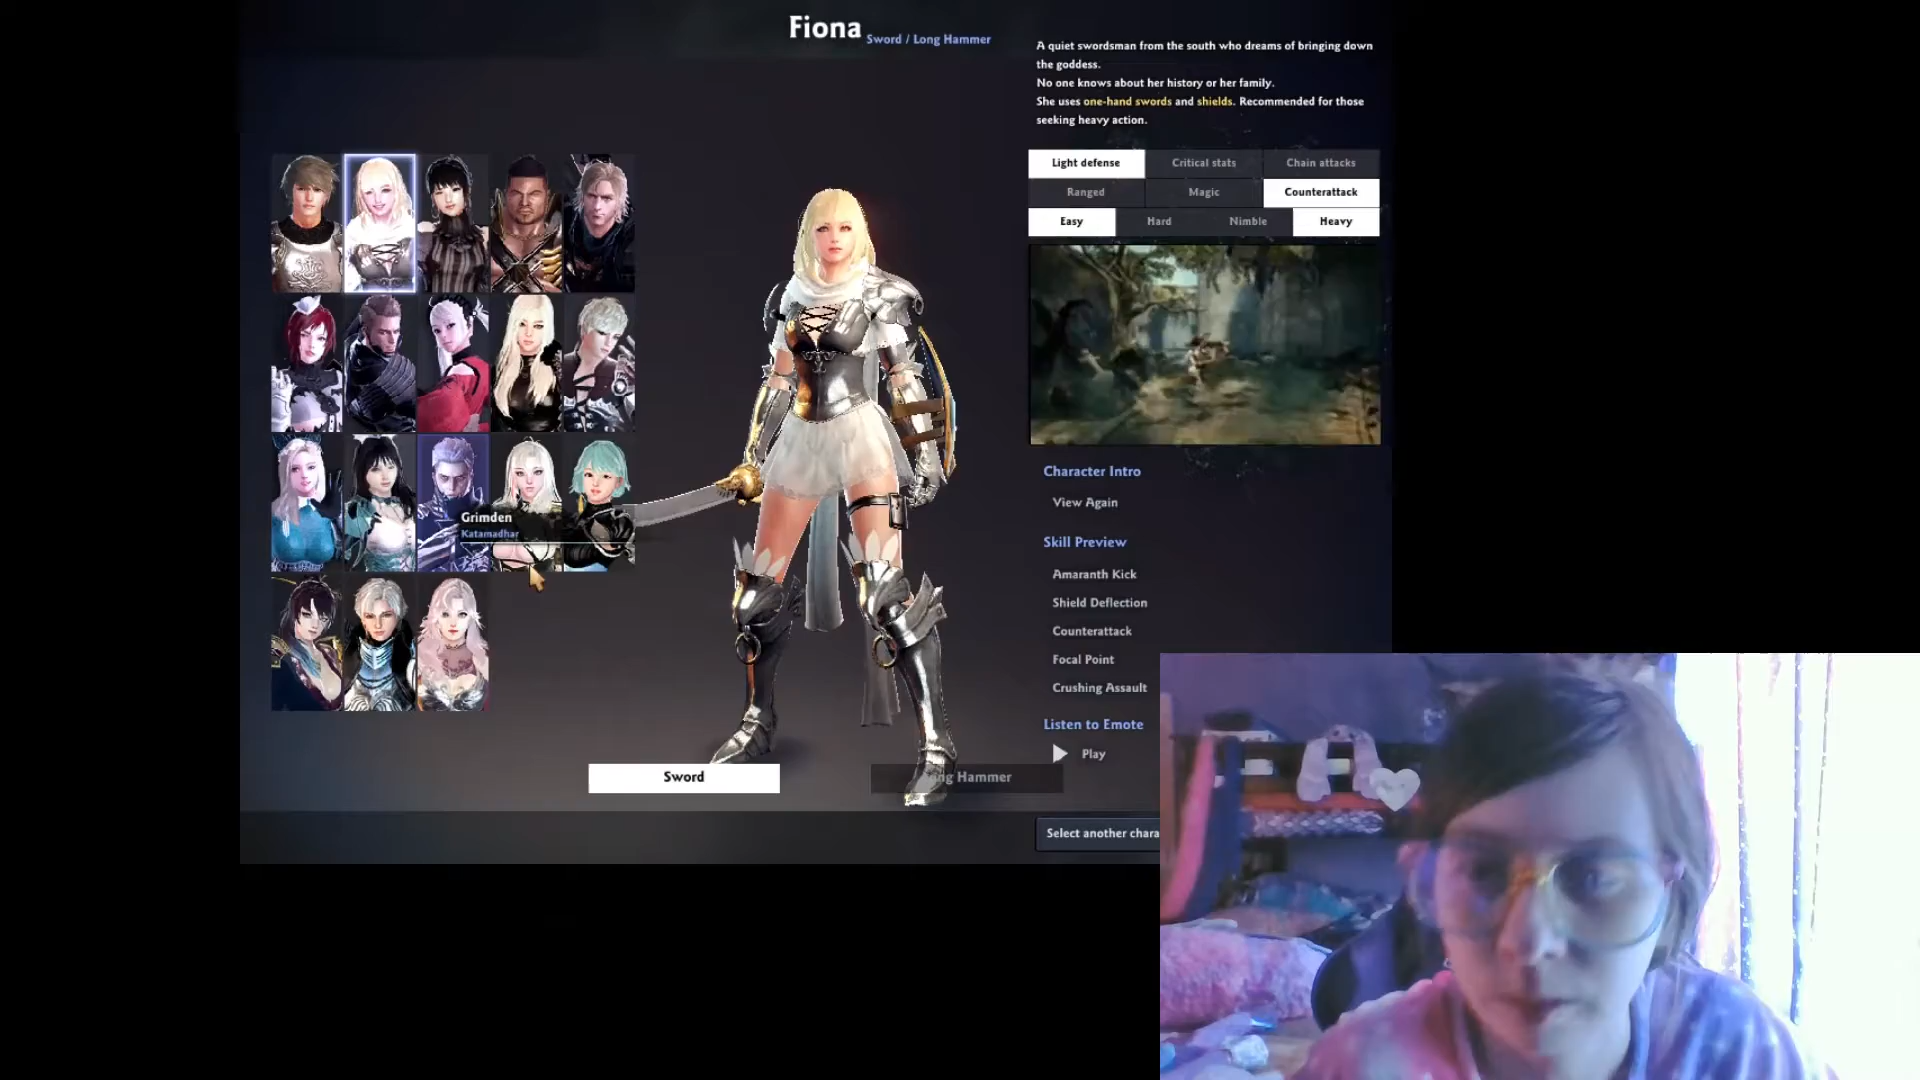 Fiona Sword / Long Hammer
A quiet swordsman from the south who dreams of bringing down
the goddess.
No one knows about her history or her family.
She uses one-hand swords and shields. Recommended for those
seeking heavy action.
Light defense Critical stats Chain attacks
Ranged Magic Counterattack
Easy Hard Nimble Heavy
Grimden
Katamadhar
Character Intro
View Again
Skill Preview
Amaranth Kick
Shield Deflection
Counterattack
Focal Point
Crushing Assault
Listen to Emote
Play
Sword
Hammer
Select another chara